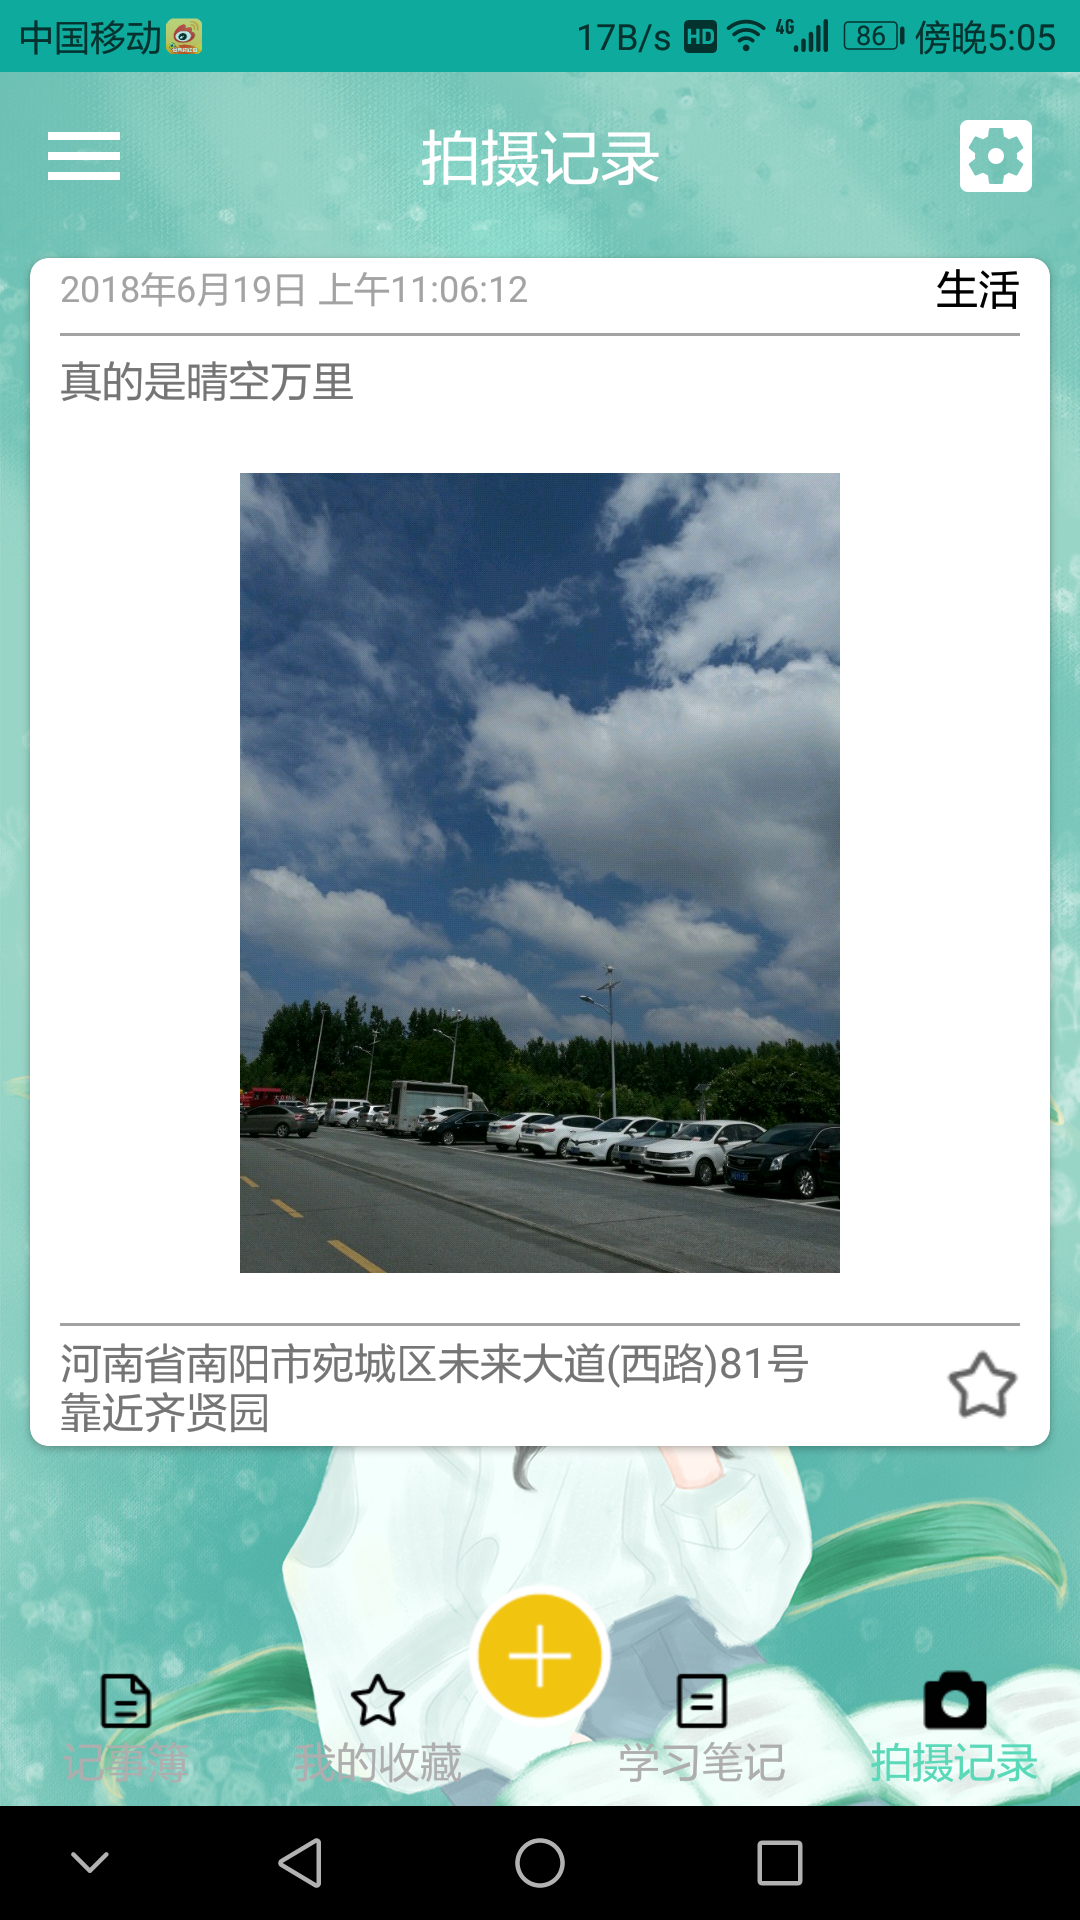 中国移动 17B/s HD 4G 86 傍晚5:05
拍摄记录
2018年6月19日 上午11:06:12 生活
真的是晴空万里
河南省南阳市宛城区未来大道(西路)81号
靠近齐贤园
记事簿 我的收藏 学习笔记 拍摄记录